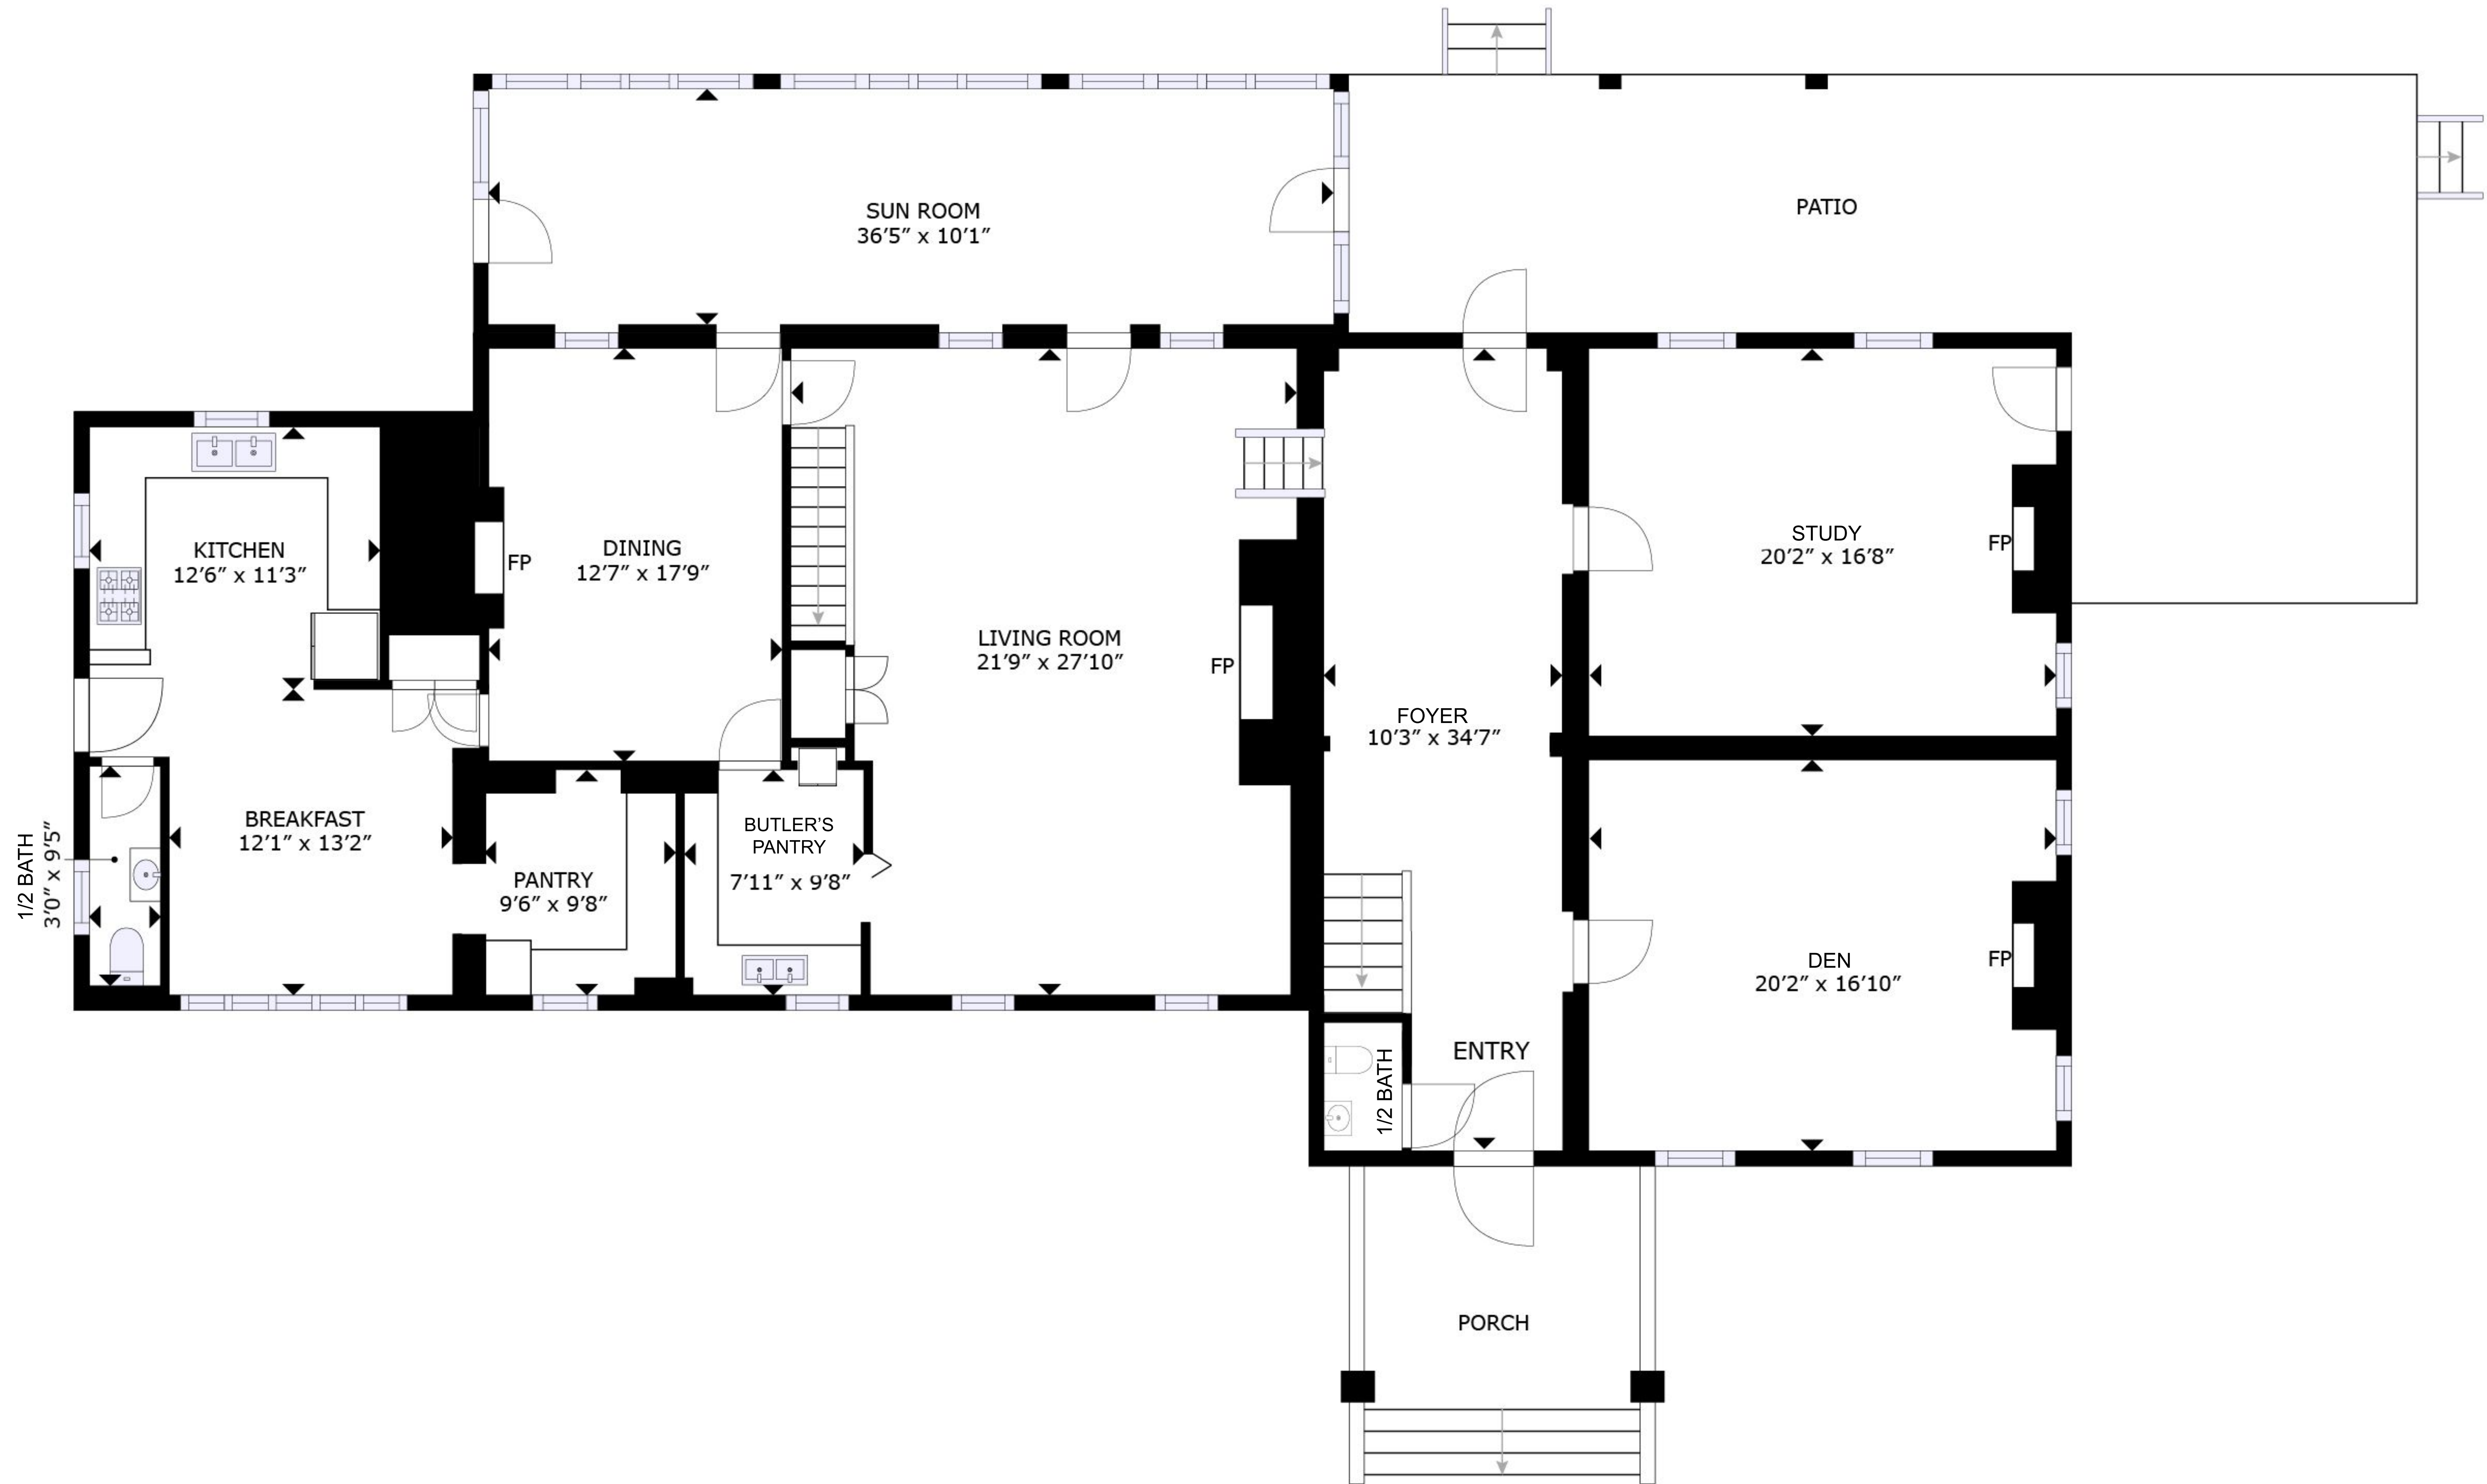 SUN ROOM
36'5" x 10'1"
PATIO
KITCHEN
12'6" x 11'3"
FP
DINING
12'7" x 17'9"
LIVING ROOM
21'9" x 27'10"
FP
FOYER
10'3" x 34'7"
STUDY
20'2" x 16'8"
FP
1/2 BATH
3'0" x 9'5"
BREAKFAST
12'1" x 13'2"
PANTRY
9'6" x 9'8"
BUTLER'S
PANTRY
7'11" x 9'8"
DEN
20'2" x 16'10"
FP
ENTRY
1/2 BATH
PORCH